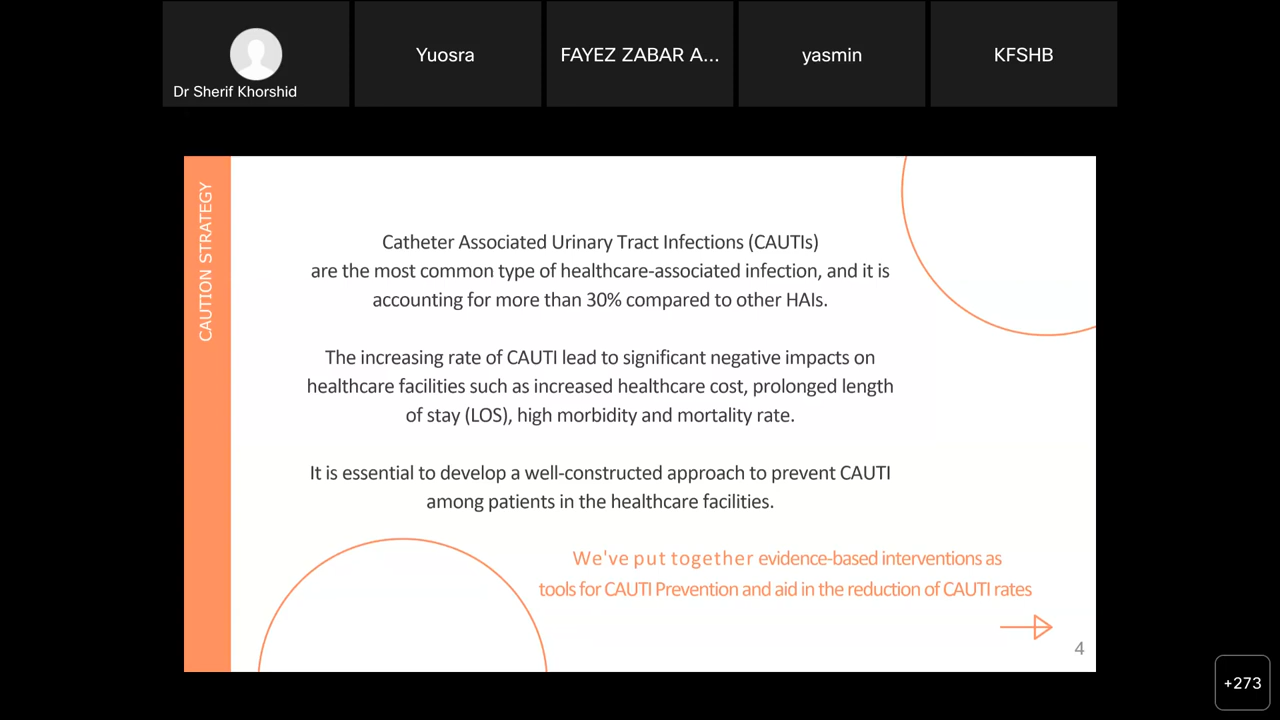 Dr Sherif Khorshid
Yuosra
FAYEZ ZABAR A...
yasmin
KFSHB
CAUTION STRATEGY
Catheter Associated Urinary Tract Infections (CAUTIs)
are the most common type of healthcare-associated infection, and it is
accounting for more than 30% compared to other HAIs.
The increasing rate of CAUTI lead to significant negative impacts on
healthcare facilities such as increased healthcare cost, prolonged length
of stay (LOS), high morbidity and mortality rate.
It is essential to develop a well-constructed approach to prevent CAUTI
among patients in the healthcare facilities.
We've put together evidence-based interventions as
tools for CAUTI Prevention and aid in the reduction of CAUTI rates
4
+273